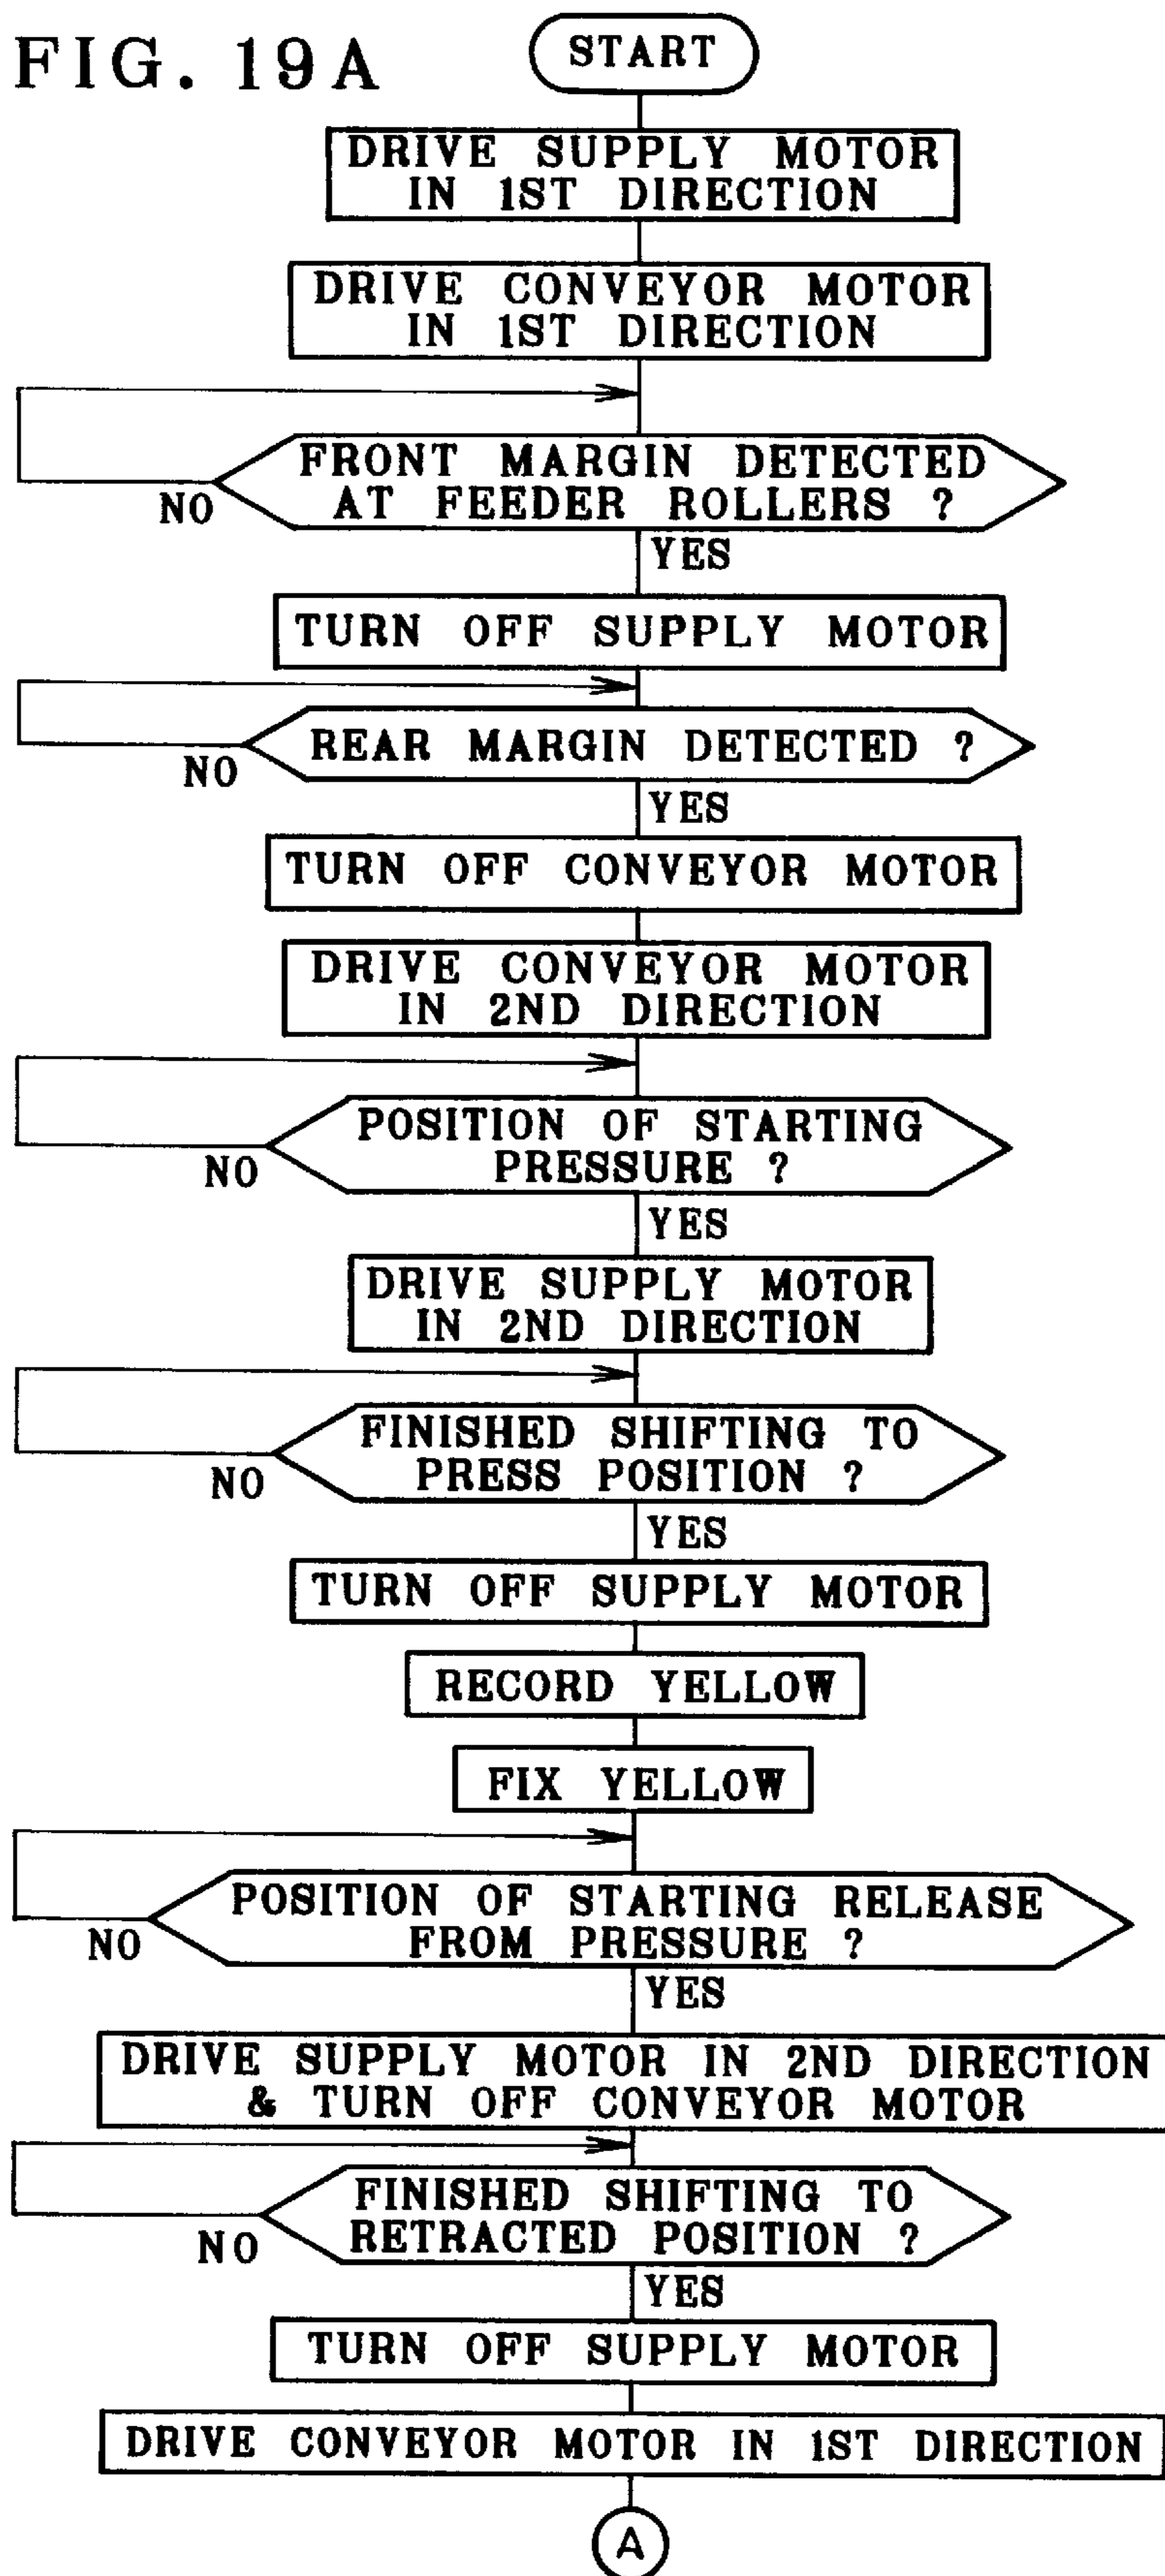 FIG. 19A
START
DRIVE SUPPLY MOTOR
IN 1ST DIRECTION
DRIVE CONVEYOR MOTOR
IN 1ST DIRECTION
FRONT MARGIN DETECTED
AT FEEDER ROLLERS ?
NO
YES
TURN OFF SUPPLY MOTOR
REAR MARGIN DETECTED ?
NO
YES
TURN OFF CONVEYOR MOTOR
DRIVE CONVEYOR MOTOR
IN 2ND DIRECTION
POSITION OF STARTING
PRESSURE ?
NO
YES
DRIVE SUPPLY MOTOR
IN 2ND DIRECTION
FINISHED SHIFTING TO
PRESS POSITION ?
NO
YES
TURN OFF SUPPLY MOTOR
RECORD YELLOW
FIX YELLOW
POSITION OF STARTING RELEASE
FROM PRESSURE ?
NO
YES
DRIVE SUPPLY MOTOR IN 2ND DIRECTION
& TURN OFF CONVEYOR MOTOR
FINISHED SHIFTING TO
RETRACTED POSITION ?
NO
YES
TURN OFF SUPPLY MOTOR
DRIVE CONVEYOR MOTOR IN 1ST DIRECTION
A